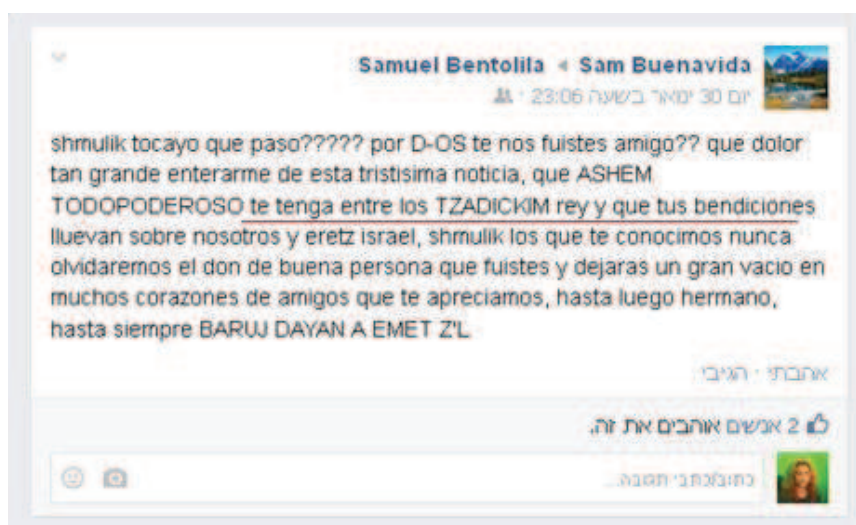 Samuel Bentolila ◂ Sam Buenavida
יום 30 ינואר בשעה 23:06 ·
shmulik tocayo que paso????? por D-OS te nos fuistes amigo?? que dolor
tan grande enterarme de esta tristisima noticia, que ASHEM
TODOPODEROSO te tenga entre los TZADICKIM rey y que tus bendiciones
lluevan sobre nosotros y eretz israel, shmulik los que te conocimos nunca
olvidaremos el don de buena persona que fuistes y dejaras un gran vacio en
muchos corazones de amigos que te apreciamos, hasta luego hermano,
hasta siempre BARUJ DAYAN A EMET Z'L
אהבתי · הגיבי
2 אנשים אוהבים את זה.
כתוב/כתבי תגובה...